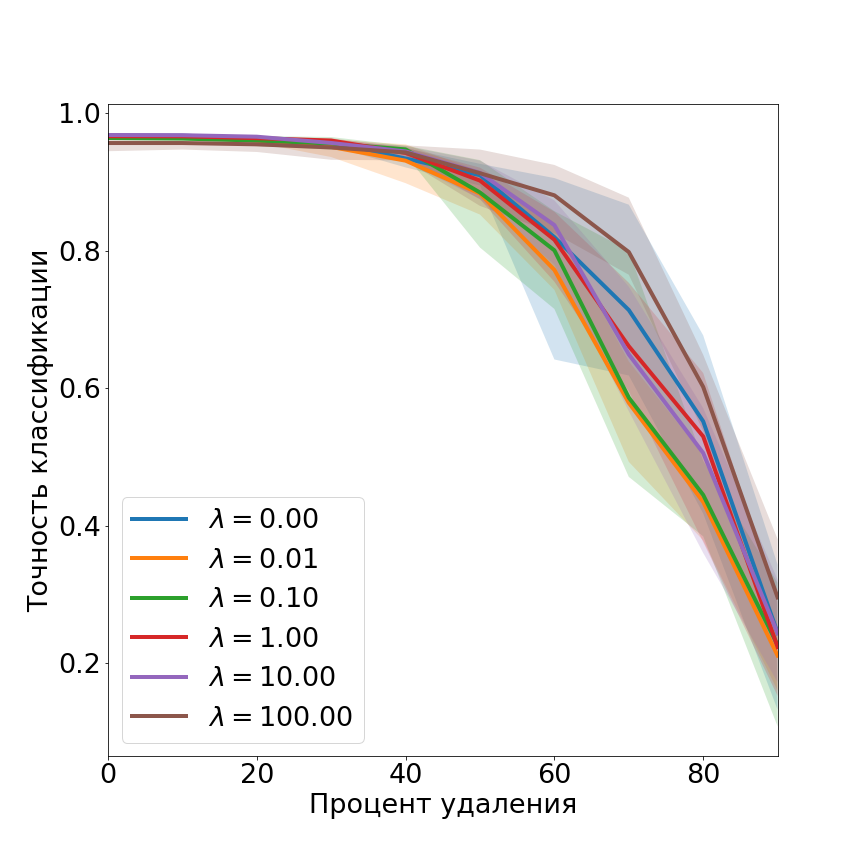 1.0
0.8
0.6
0.4
0.2
Точность классификации
λ = 0.00
λ = 0.01
λ = 0.10
λ = 1.00
λ = 10.00
λ = 100.00
0 20 40 60 80
Процент удаления